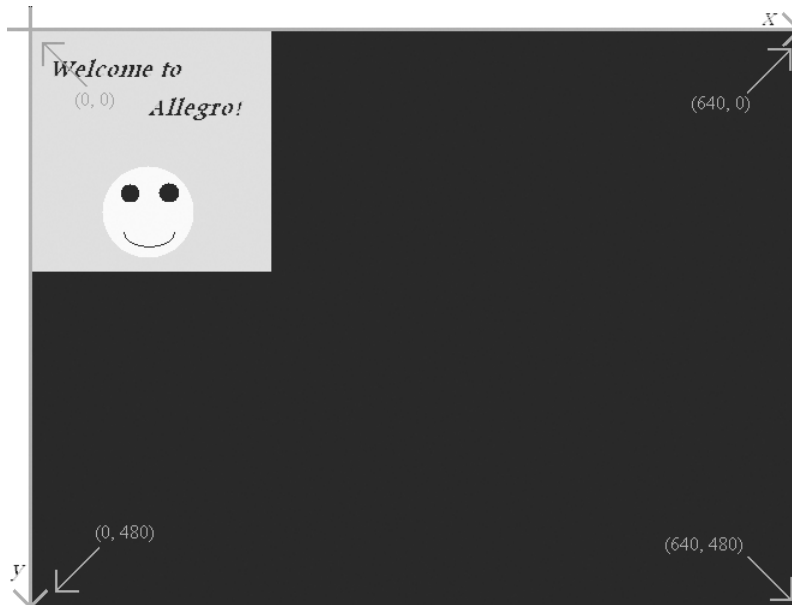 x
Welcome to
(0, 0)
(640, 0)
Allegro!
(0, 480)
(640, 480)
y